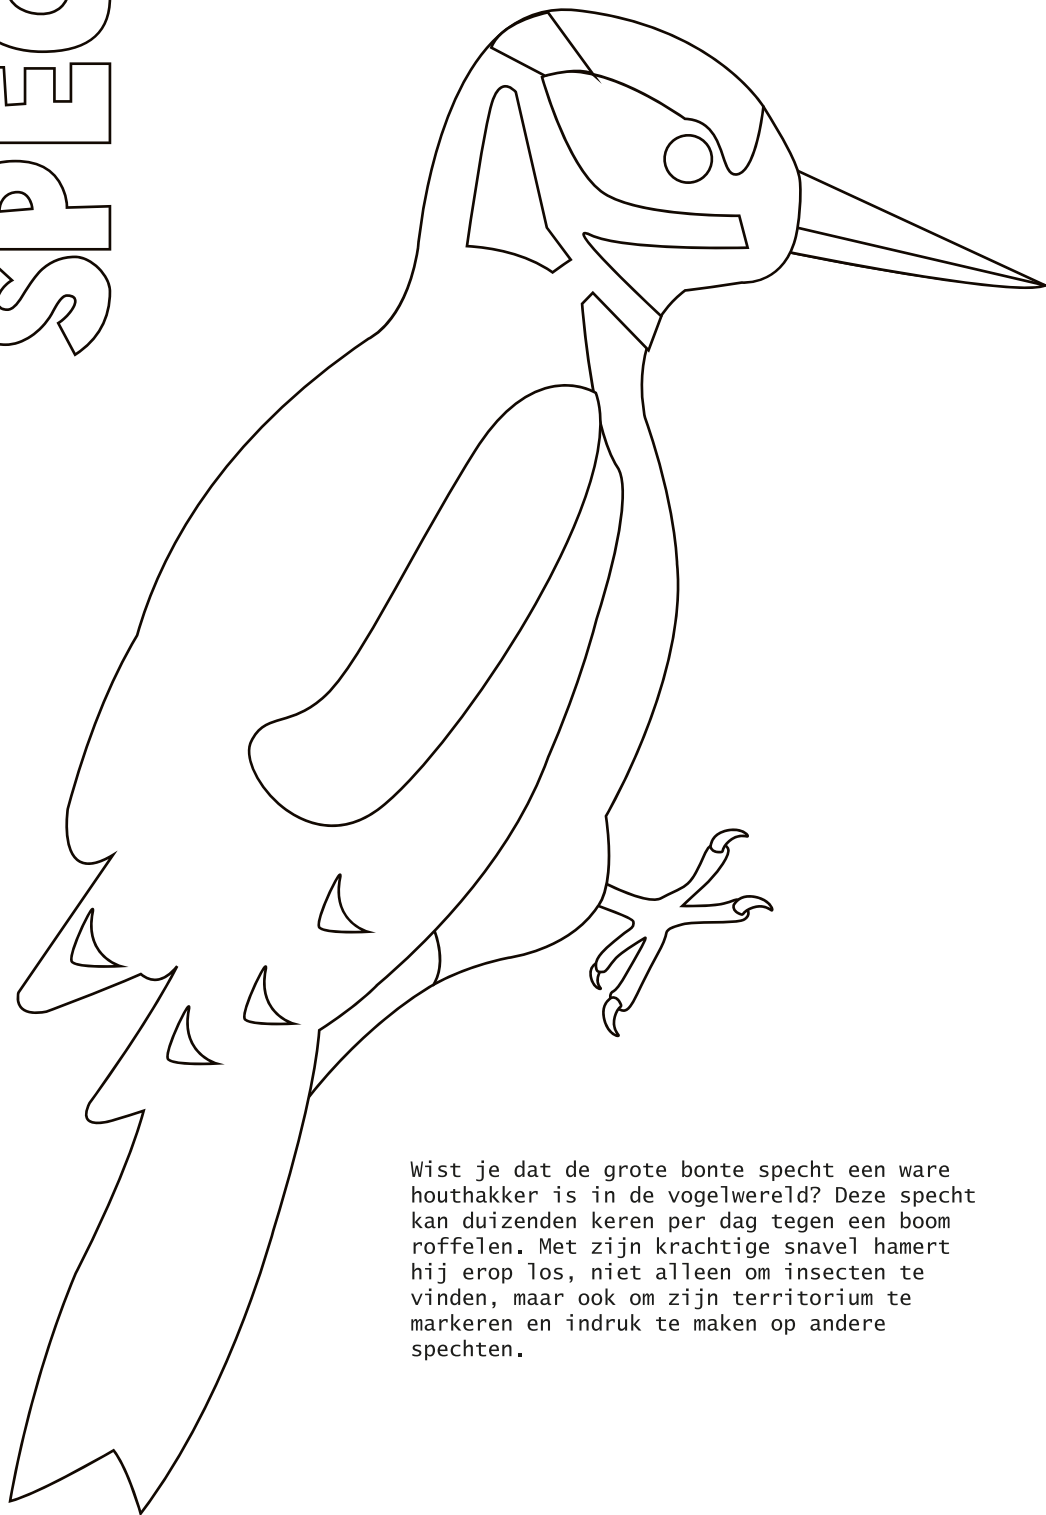 SPEC
Wist je dat de grote bonte specht een ware
houthakker is in de vogelwereld? Deze specht
kan duizenden keren per dag tegen een boom
roffelen. Met zijn krachtige snavel hamert
hij erop los, niet alleen om insecten te
vinden, maar ook om zijn territorium te
markeren en indruk te maken op andere
spechten.